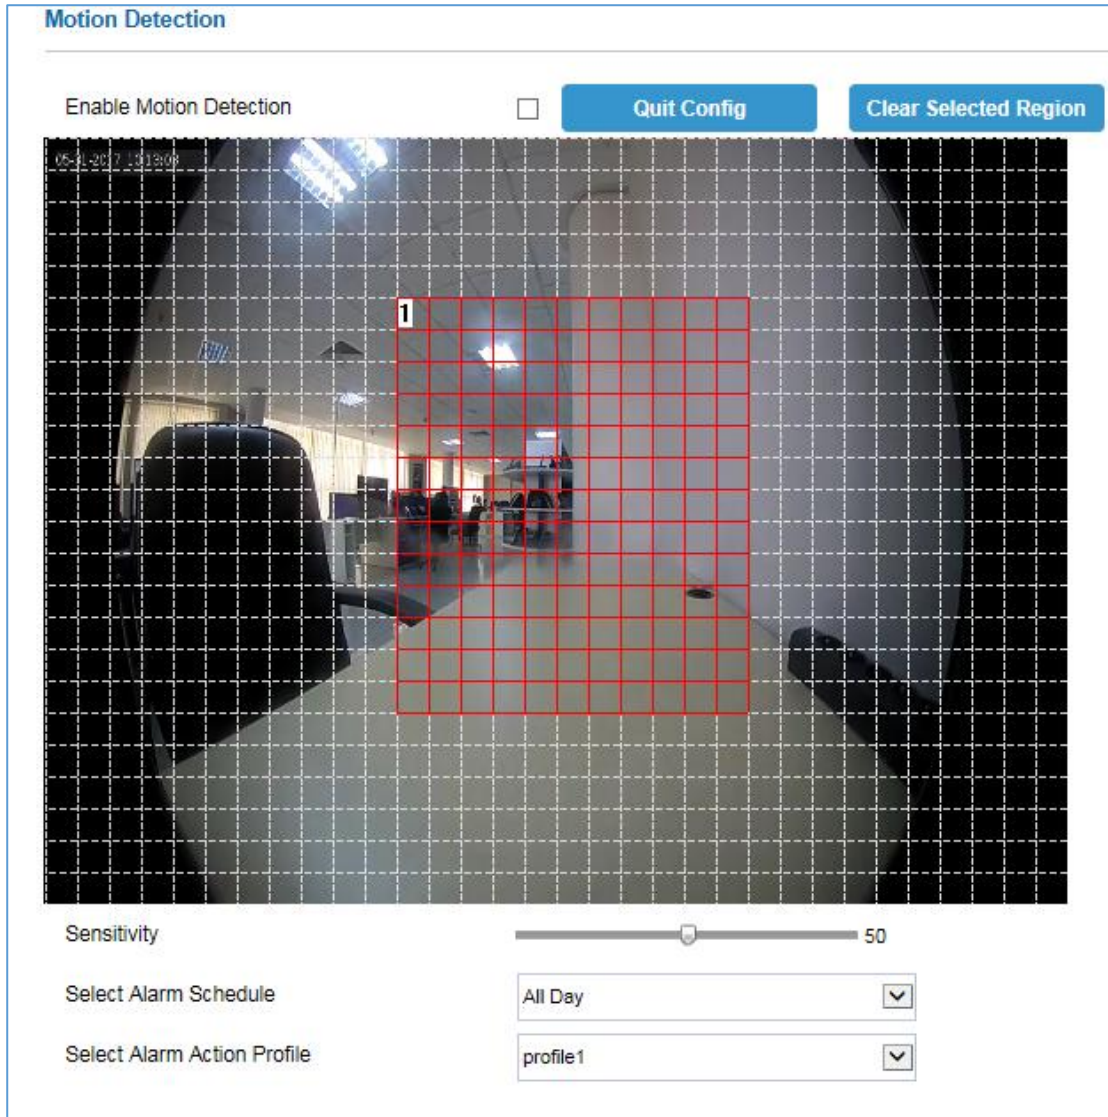 Motion Detection
Enable Motion Detection
Quit Config
Clear Selected Region
1
Sensitivity
50
Select Alarm Schedule
All Day
Select Alarm Action Profile
profile1